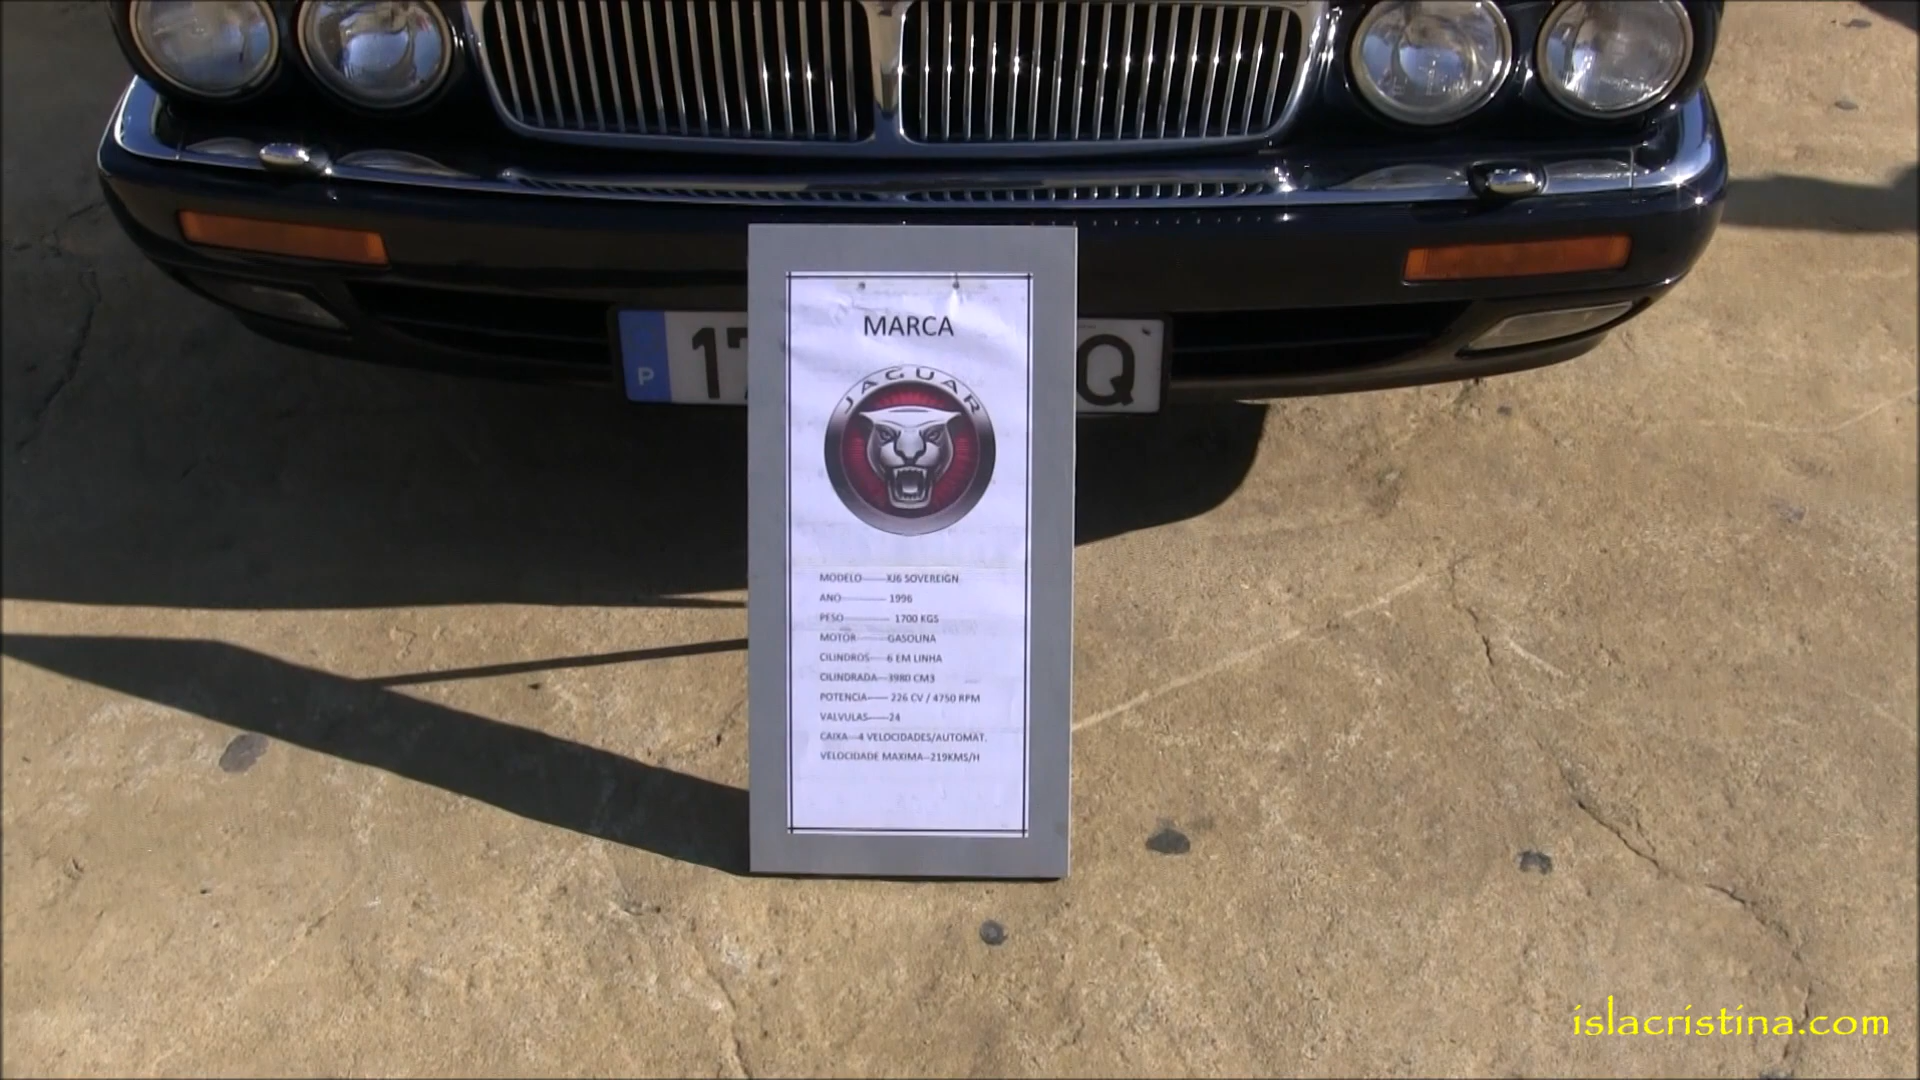 P 17 Q
MARCA
JAGUAR
MODELO------XJ6 SOVEREIGN
ANO----------- 1996
PESO----------- 1700 KGS
MOTOR-------GASOLINA
CILINDROS----6 EM LINHA
CILINDRADA--3980 CM3
POTENCIA----- 226 CV / 4750 RPM
VALVULAS-----24
CAIXA--4 VELOCIDADES/AUTOMAT.
VELOCIDADE MAXIMA--219KMS/H
islacristina.com